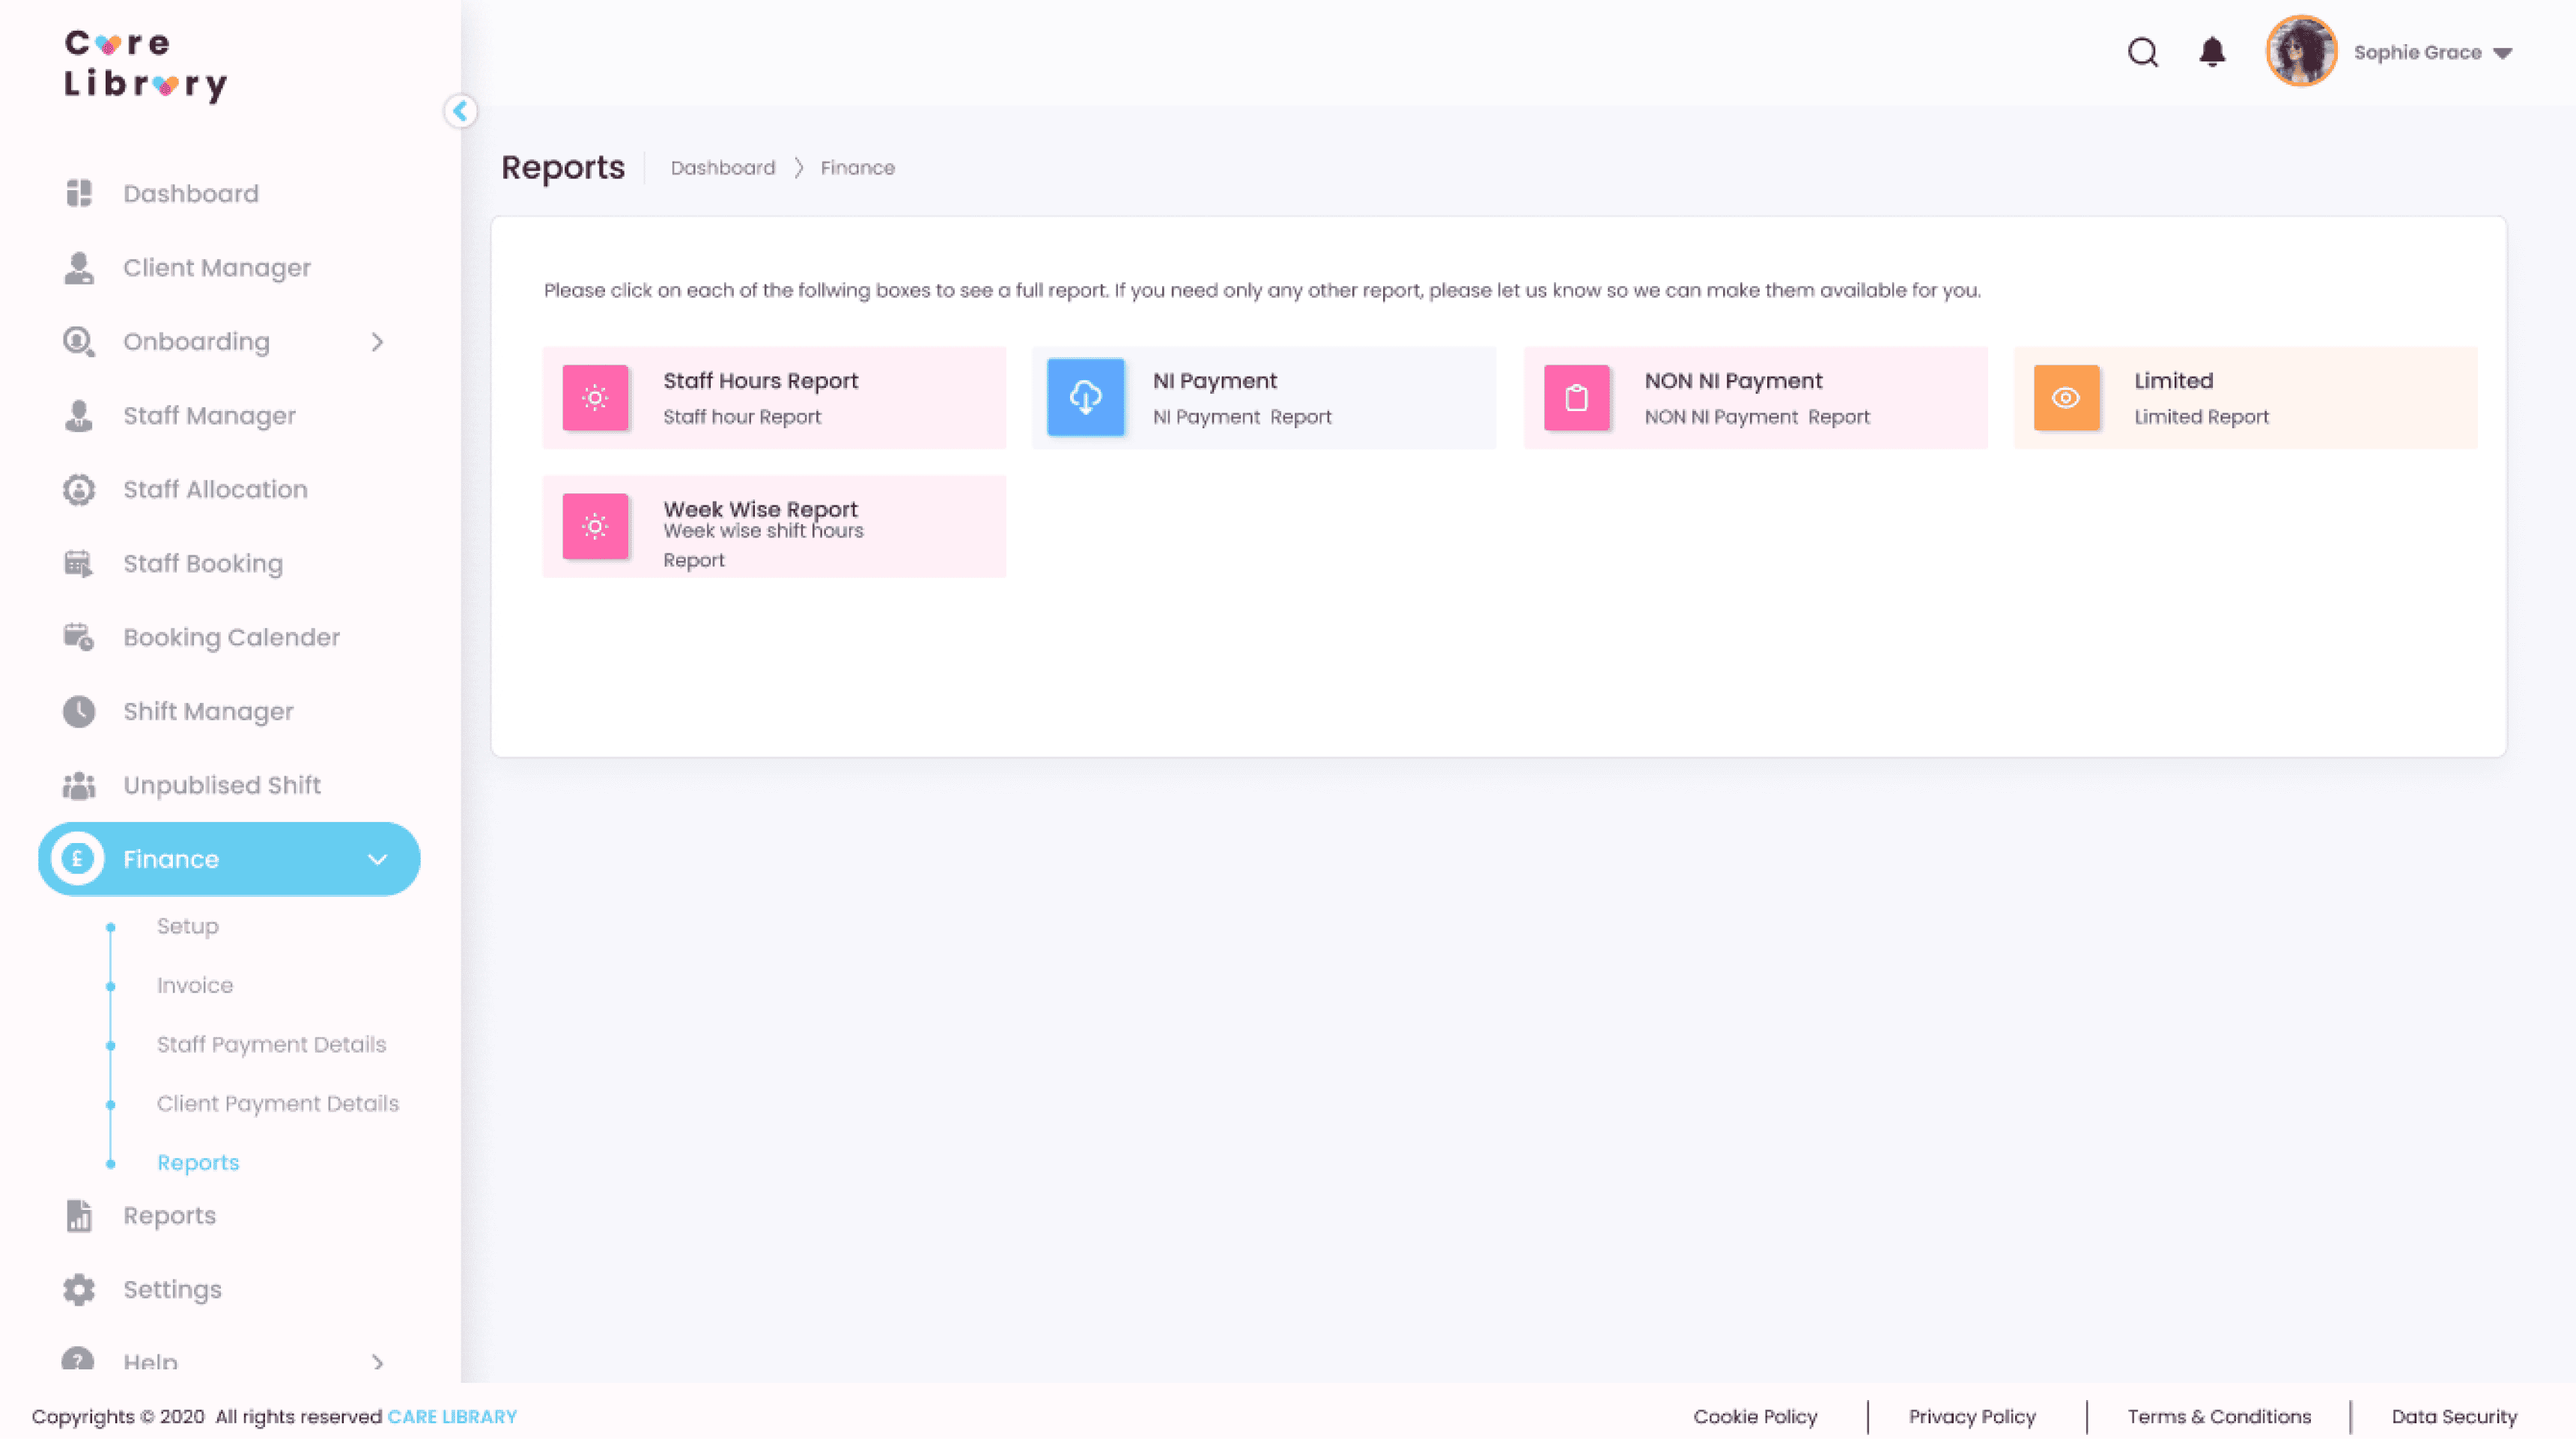 Care
Library
Sophie Grace
Reports
Dashboard
Finance
Dashboard
Client Manager
Onboarding
Staff Manager
Staff Allocation
Staff Booking
Booking Calender
Shift Manager
Unpublised Shift
£ Finance
Setup
Invoice
Staff Payment Details
Client Payment Details
Reports
Reports
Settings
? Help
Please click on each of the follwing boxes to see a full report. If you need only any other report, please let us know so we can make them available for you.
Staff Hours Report
Staff hour Report
NI Payment
NI Payment Report
NON NI Payment
NON NI Payment Report
Limited
Limited Report
Week Wise Report
Week wise shift hours
Report
Copyrights © 2020 All rights reserved CARE LIBRARY
Cookie Policy
Privacy Policy
Terms & Conditions
Data Security